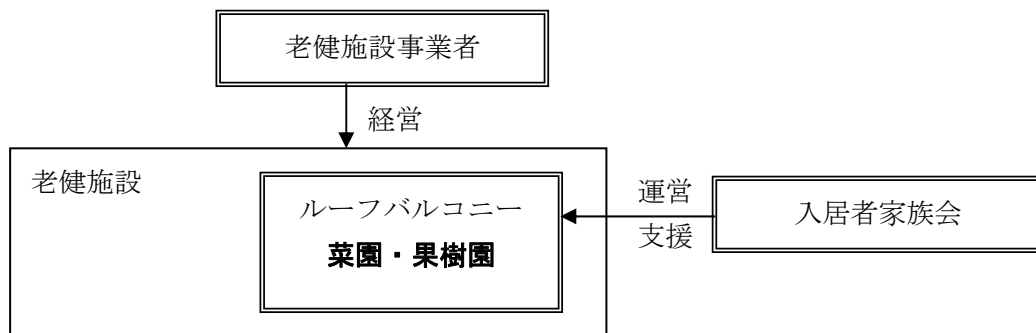 老健施設事業者
経営
老健施設
ルーフバルコニー
菜園・果樹園
運営
支援
入居者家族会